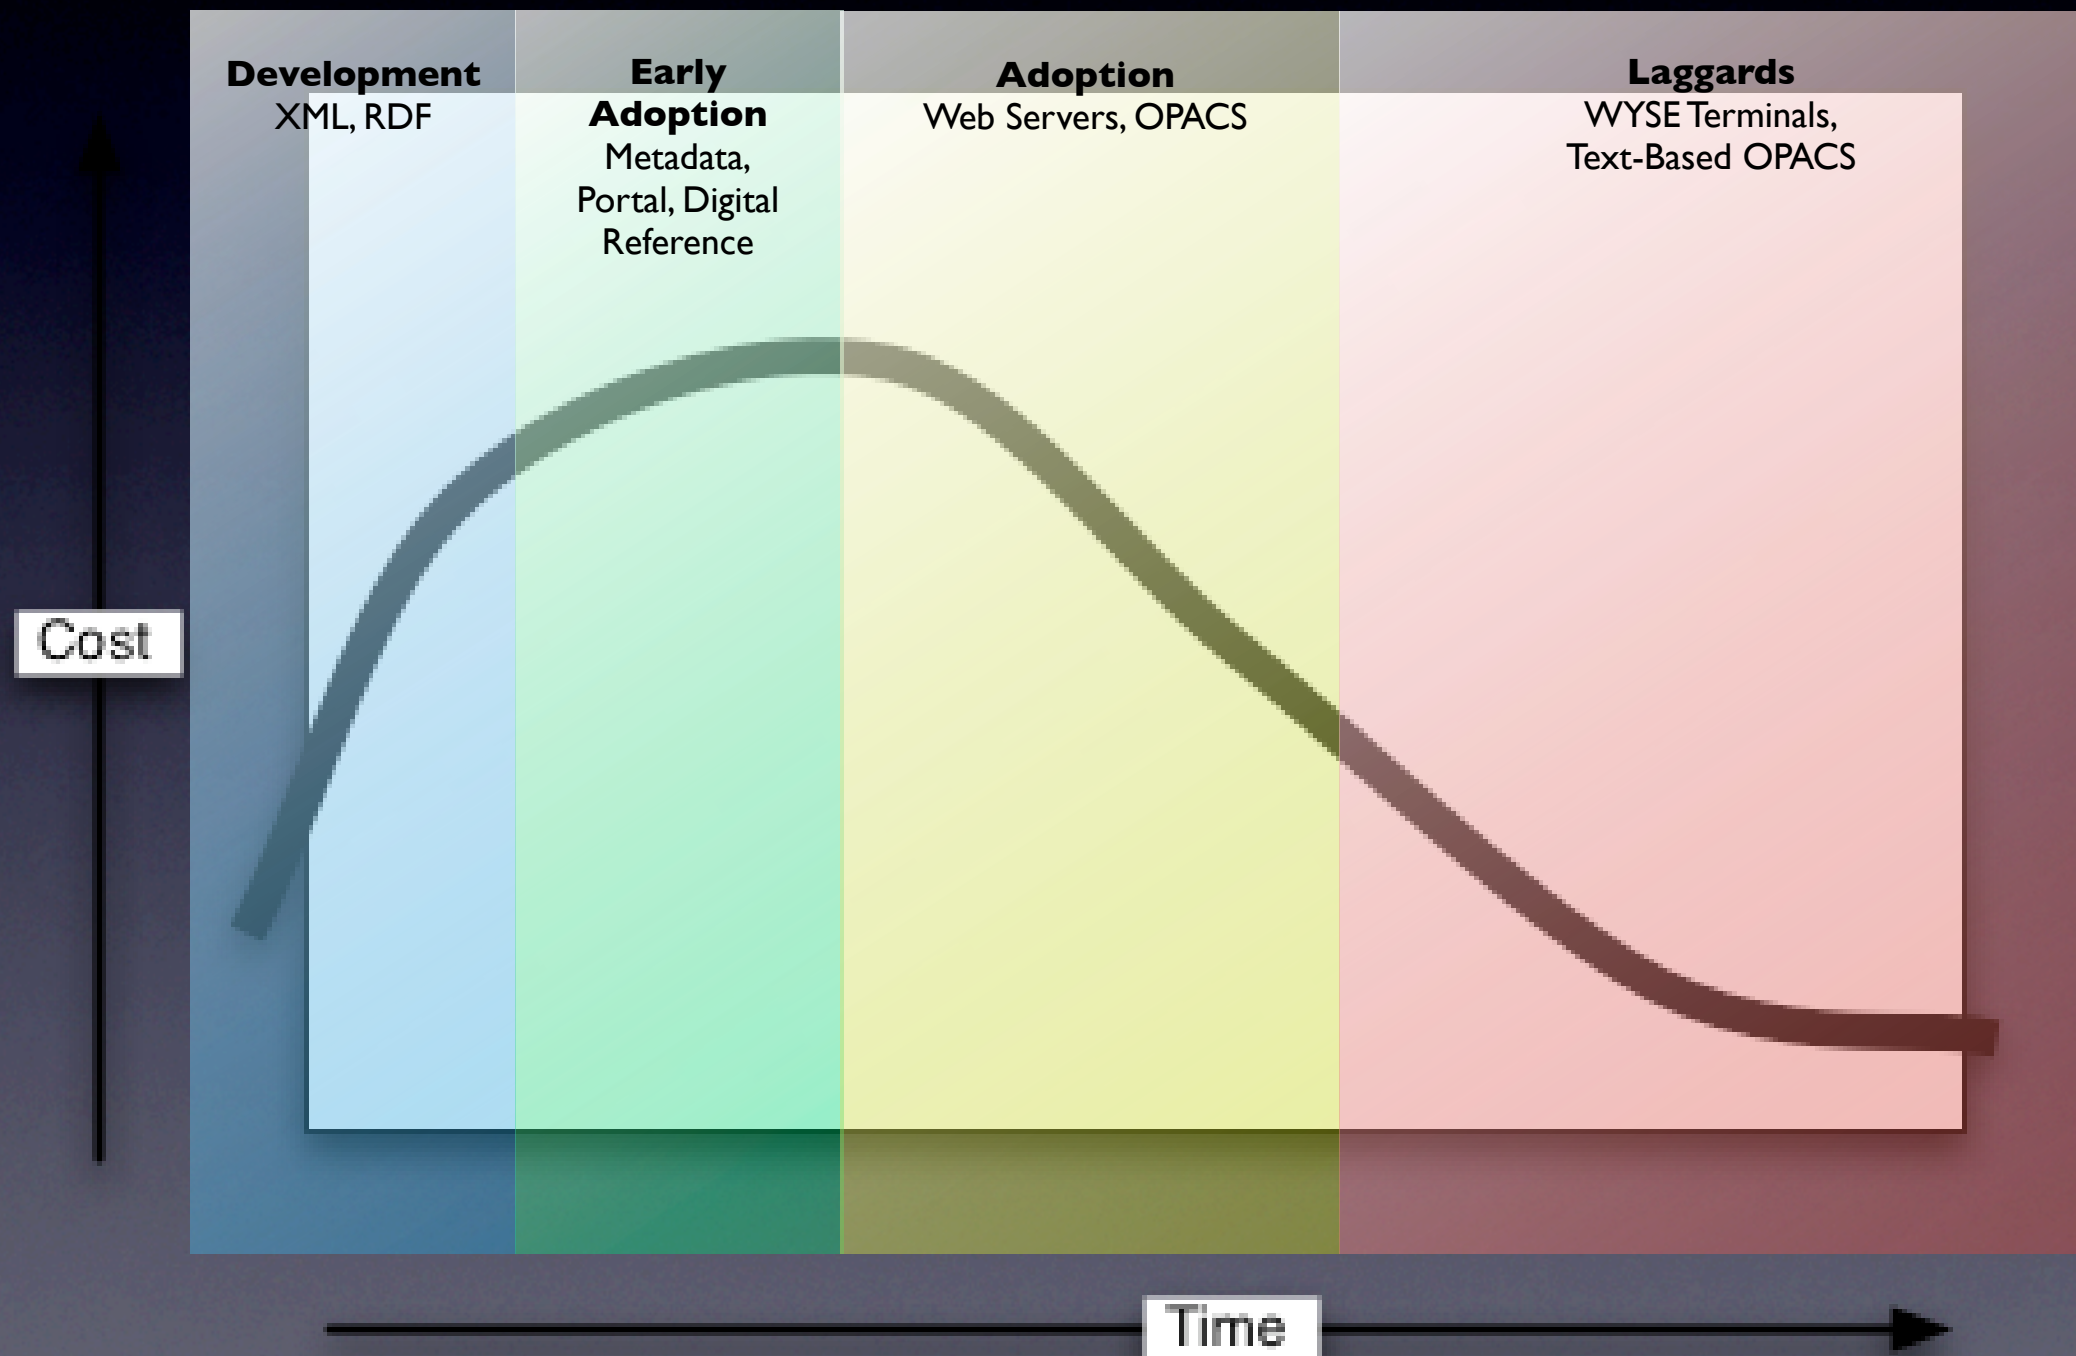 Development
XML, RDF
Early
Adoption
Metadata,
Portal, Digital
Reference
Adoption
Web Servers, OPACS
Laggards
WYSE Terminals,
Text-Based OPACS
Cost
Time